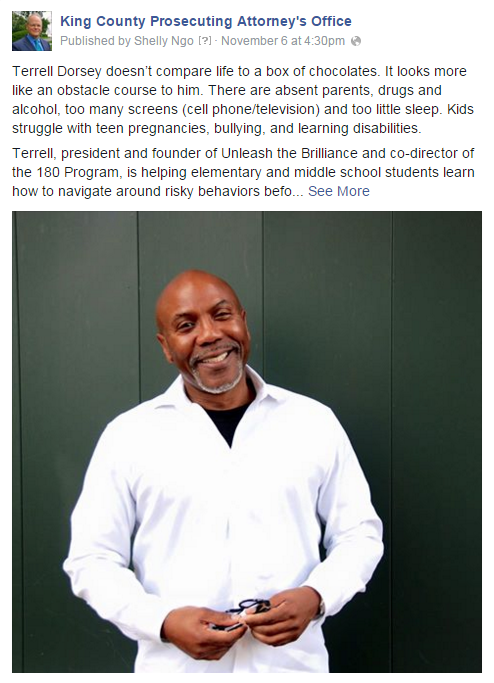 King County Prosecuting Attorney's Office
Published by Shelly Ngo [?] · November 6 at 4:30pm ·
Terrell Dorsey doesn't compare life to a box of chocolates. It looks more
like an obstacle course to him. There are absent parents, drugs and
alcohol, too many screens (cell phone/television) and too little sleep. Kids
struggle with teen pregnancies, bullying, and learning disabilities.
Terrell, president and founder of Unleash the Brilliance and co-director of
the 180 Program, is helping elementary and middle school students learn
how to navigate around risky behaviors befo... See More